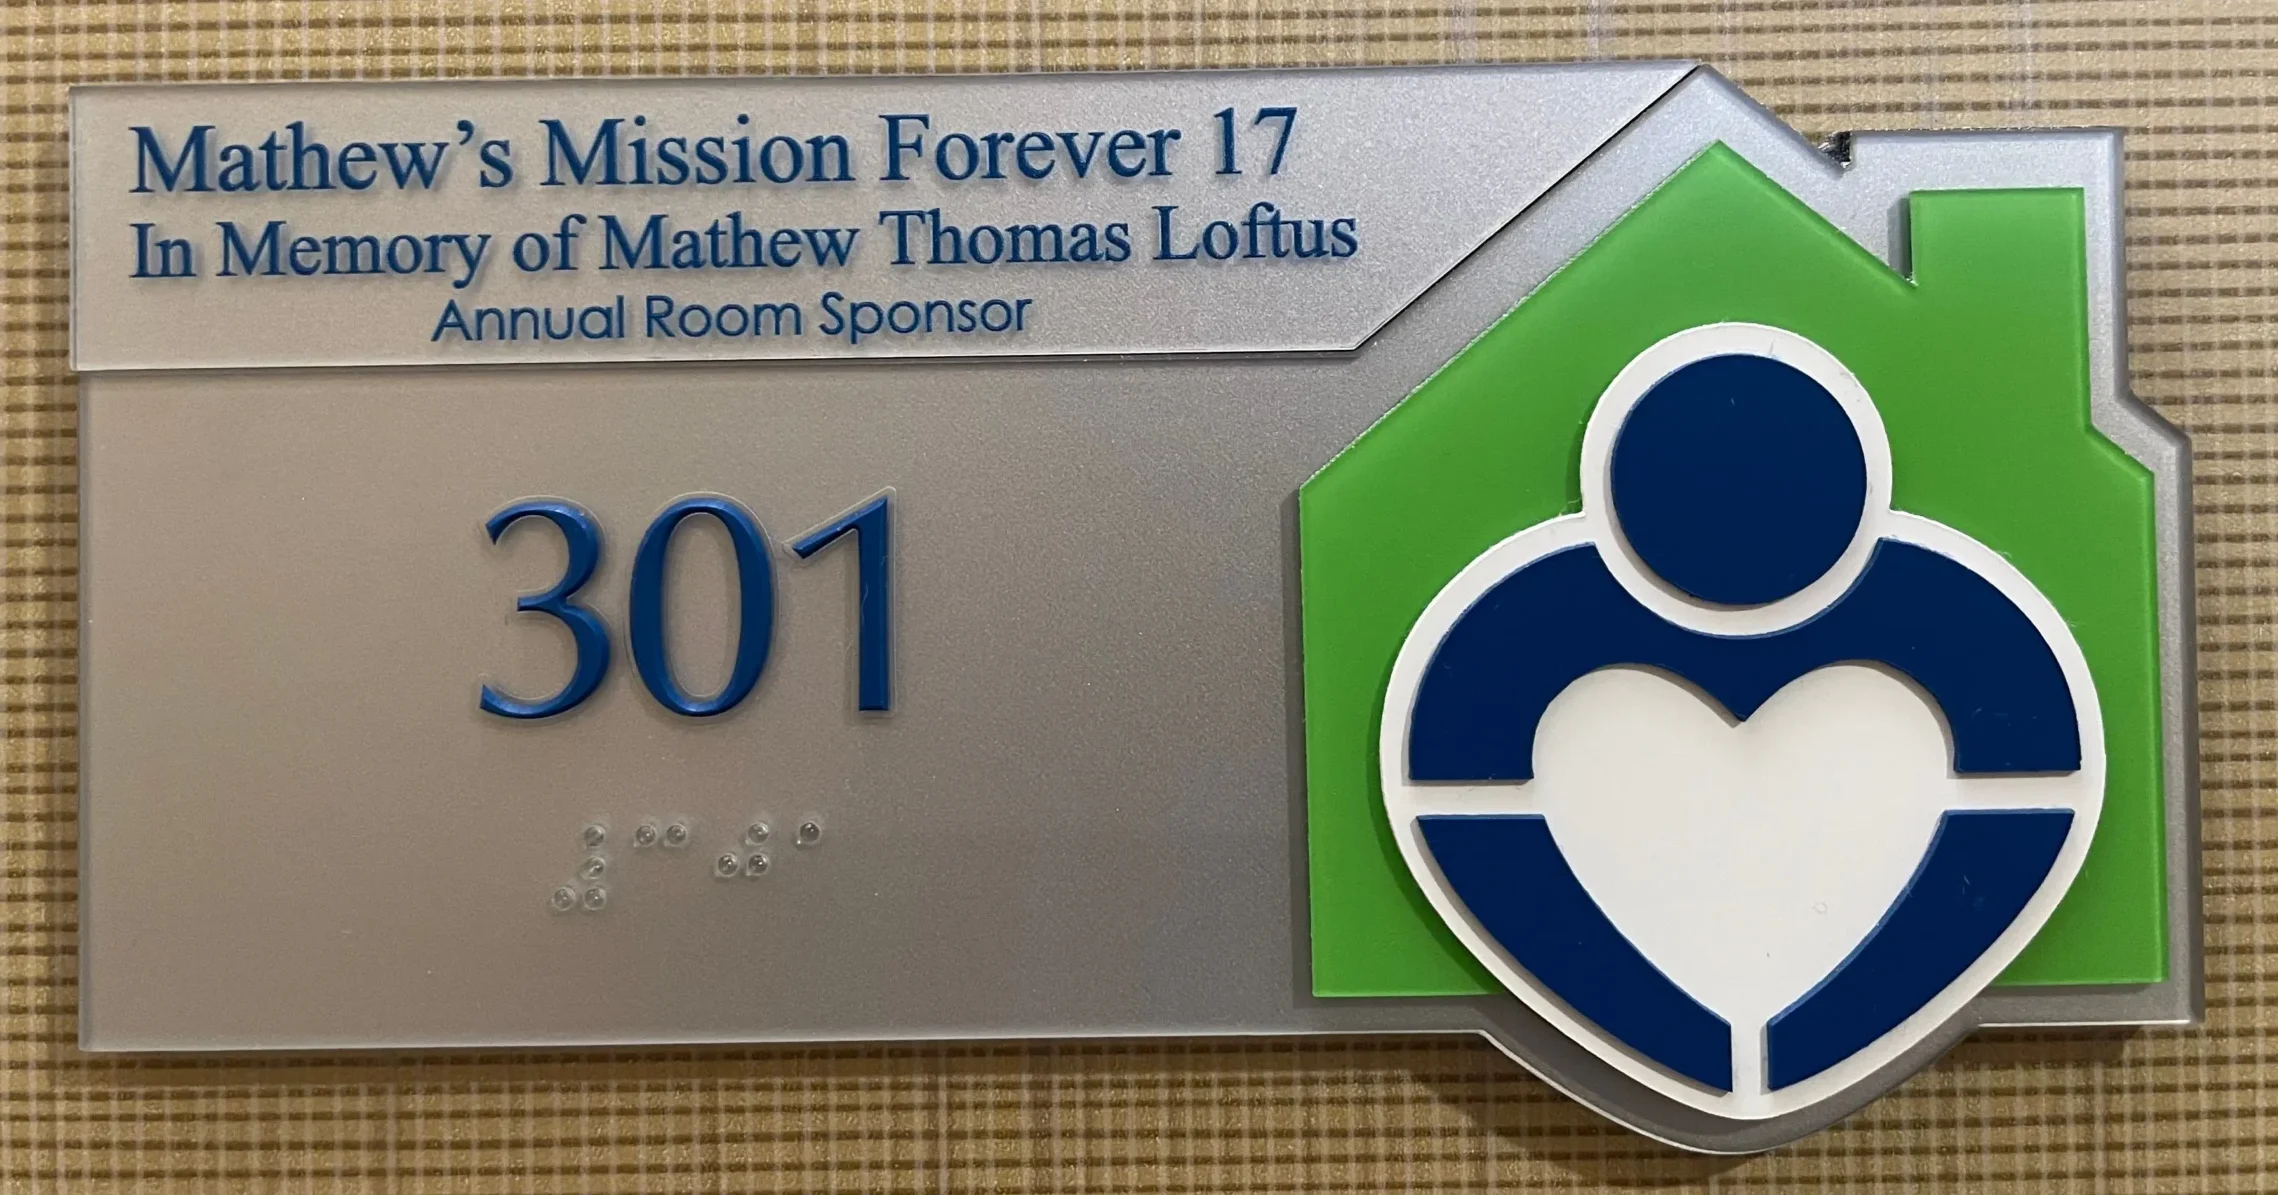 Mathew’s Mission Forever 17
In Memory of Mathew Thomas Loftus
Annual Room Sponsor
301
⠼⠉⠚⠁